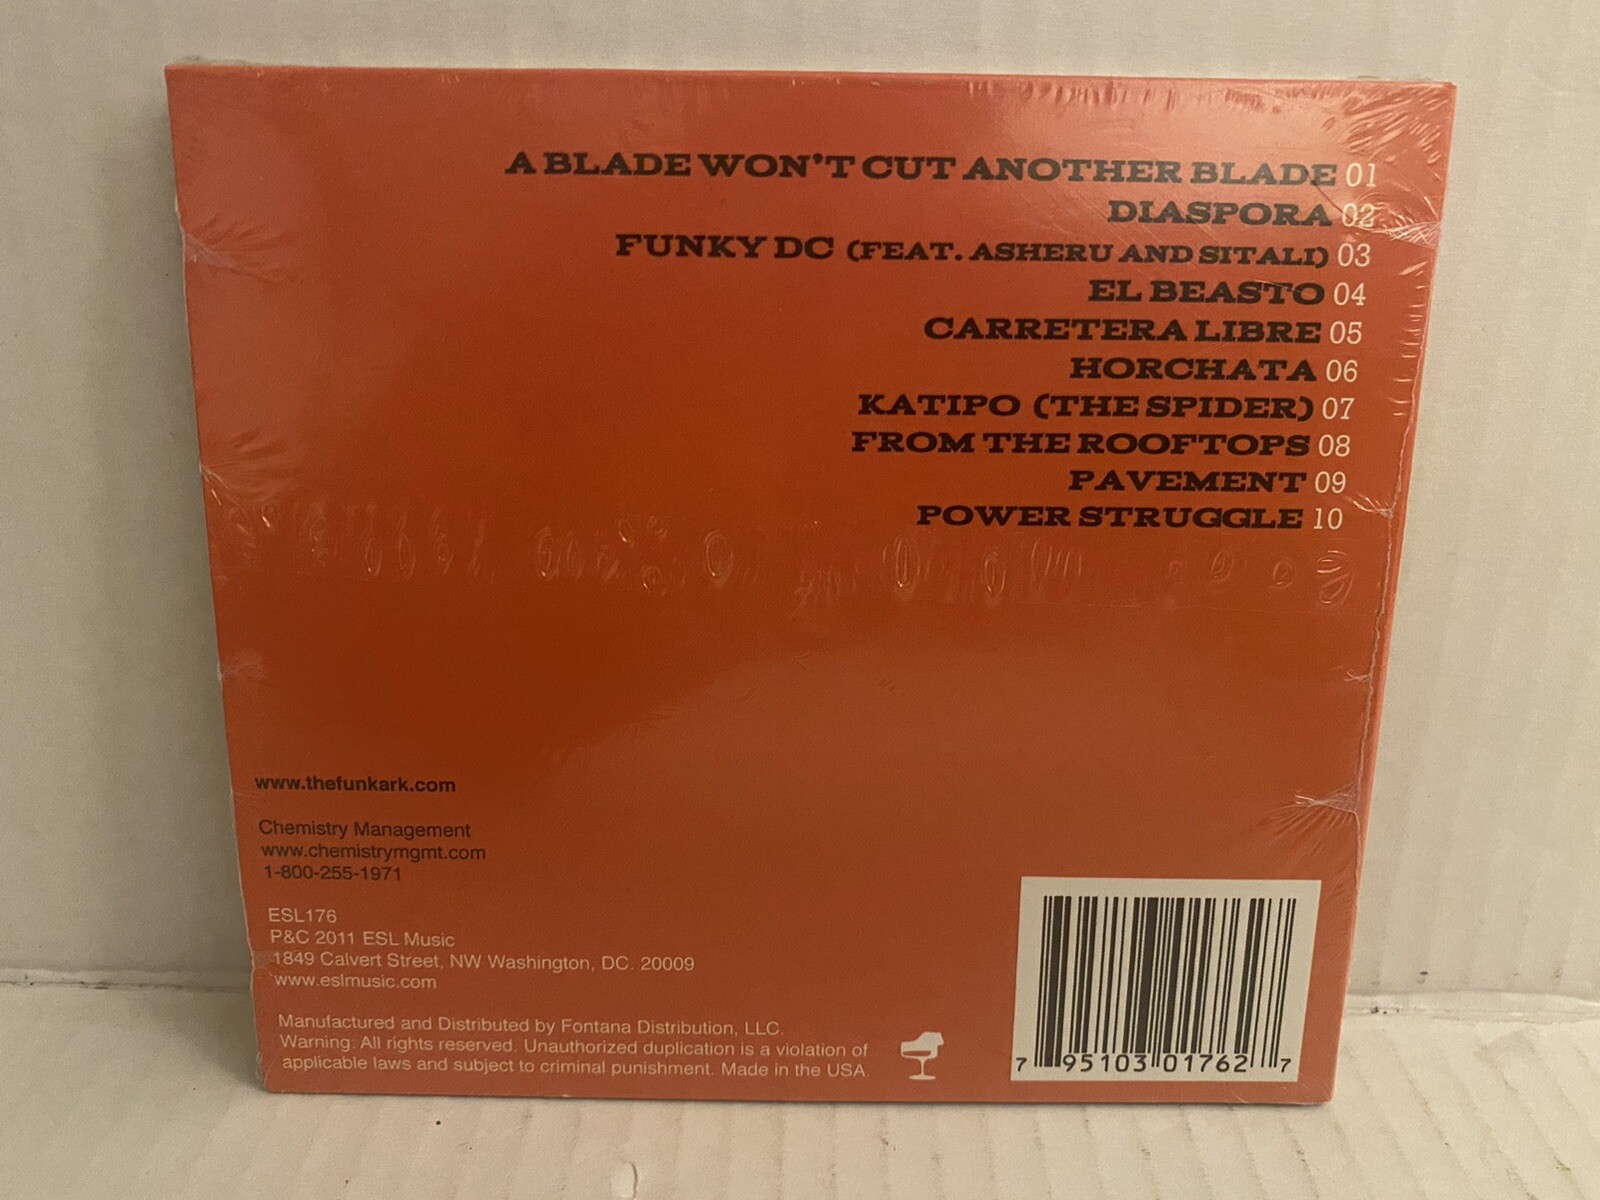 A BLADE WON'T CUT ANOTHER BLADE 01
DIASPORA 02
FUNKY DC (FEAT. ASHERU AND SITALI) 03
EL BEASTO 04
CARRETERA LIBRE 05
HORCHATA 06
KATIPO (THE SPIDER) 07
FROM THE ROOFTOPS 08
PAVEMENT 09
POWER STRUGGLE 10
www.thefunkark.com
Chemistry Management
www.chemistrymgmt.com
1-800-255-1971
ESL176
P&C 2011 ESL Music
1849 Calvert Street, NW Washington, DC. 20009
www.eslmusic.com
Manufactured and Distributed by Fontana Distribution, LLC.
Warning: All rights reserved. Unauthorized duplication is a violation of
applicable laws and subject to criminal punishment. Made in the USA.
7 95103 01762 7